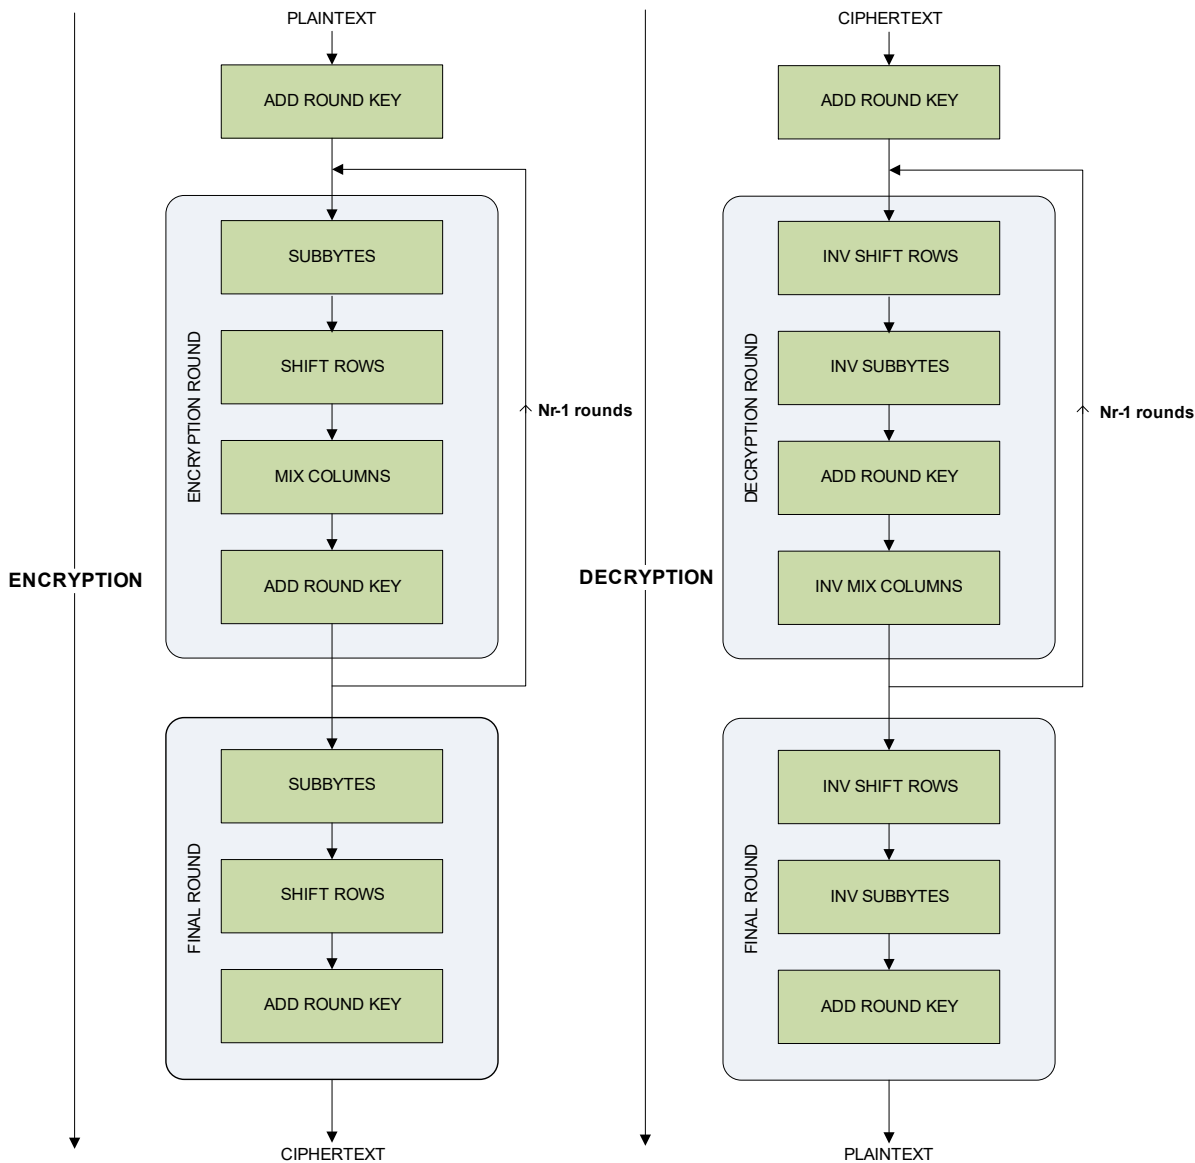 PLAINTEXT
ADD ROUND KEY
SUBBYTES
SHIFT ROWS
MIX COLUMNS
ADD ROUND KEY
ENCRYPTION ROUND
Nr-1 rounds
ENCRYPTION
SUBBYTES
SHIFT ROWS
ADD ROUND KEY
FINAL ROUND
CIPHERTEXT
CIPHERTEXT
ADD ROUND KEY
INV SHIFT ROWS
INV SUBBYTES
ADD ROUND KEY
INV MIX COLUMNS
DECRYPTION ROUND
Nr-1 rounds
DECRYPTION
INV SHIFT ROWS
INV SUBBYTES
ADD ROUND KEY
FINAL ROUND
PLAINTEXT